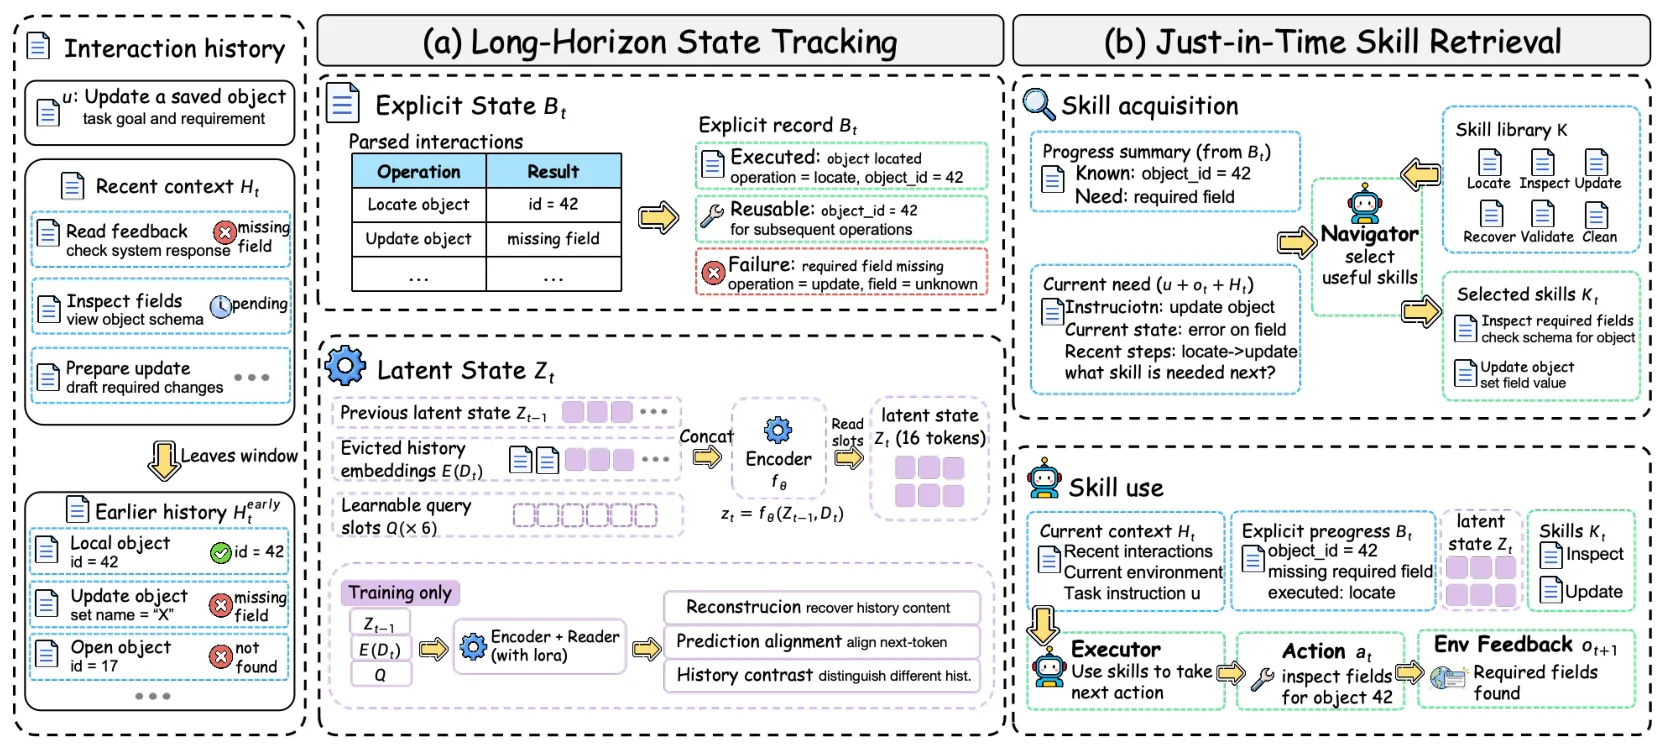 Interaction history
u: Update a saved object
task goal and requirement
Recent context H_t
Read feedback
check system response
missing
field
Inspect fields
view object schema
pending
Prepare update
draft required changes
Leaves window
Earlier history H_t^early
Local object
id = 42
id = 42
Update object
set name = “X”
missing
field
Open object
id = 17
not
found
(a) Long-Horizon State Tracking
Explicit State B_t
Parsed interactions
Operation Result
Locate object id = 42
Update object missing field
... ...
Explicit record B_t
Executed: object located
operation = locate, object_id = 42
Reusable: object_id = 42
for subsequent operations
Failure: required field missing
operation = update, field = unknown
Latent State Z_t
Previous latent state Z_{t-1}
Evicted history
embeddings E(D_t)
Learnable query
slots Q(× 6)
Concat
Encoder
f_θ
z_t = f_θ(Z_{t-1}, D_t)
Read
slots
latent state
Z_t (16 tokens)
Training only
Z_{t-1}
E(D_t)
Q
Encoder + Reader
(with lora)
Reconstrucion recover history content
Prediction alignment align next-token
History contrast distinguish different hist.
(b) Just-in-Time Skill Retrieval
Skill acquisition
Progress summary (from B_t)
Known: object_id = 42
Need: required field
Current need (u + o_t + H_t)
Instruciotn: update object
Current state: error on field
Recent steps: locate->update
what skill is needed next?
Navigator
select
useful skills
Skill library K
Locate Inspect Update
Recover Validate Clean
Selected skills K_t
Inspect required fields
check schema for object
Update object
set field value
Skill use
Current context H_t
Recent interactions
Current environment
Task instruction u
Explicit preogress B_t
object_id = 42
missing required field
executed: locate
latent
state Z_t
Skills K_t
Inspect
Update
Executor
Use skills to take
next action
Action a_t
inspect fields
for object 42
Env Feedback o_{t+1}
Required fields
found